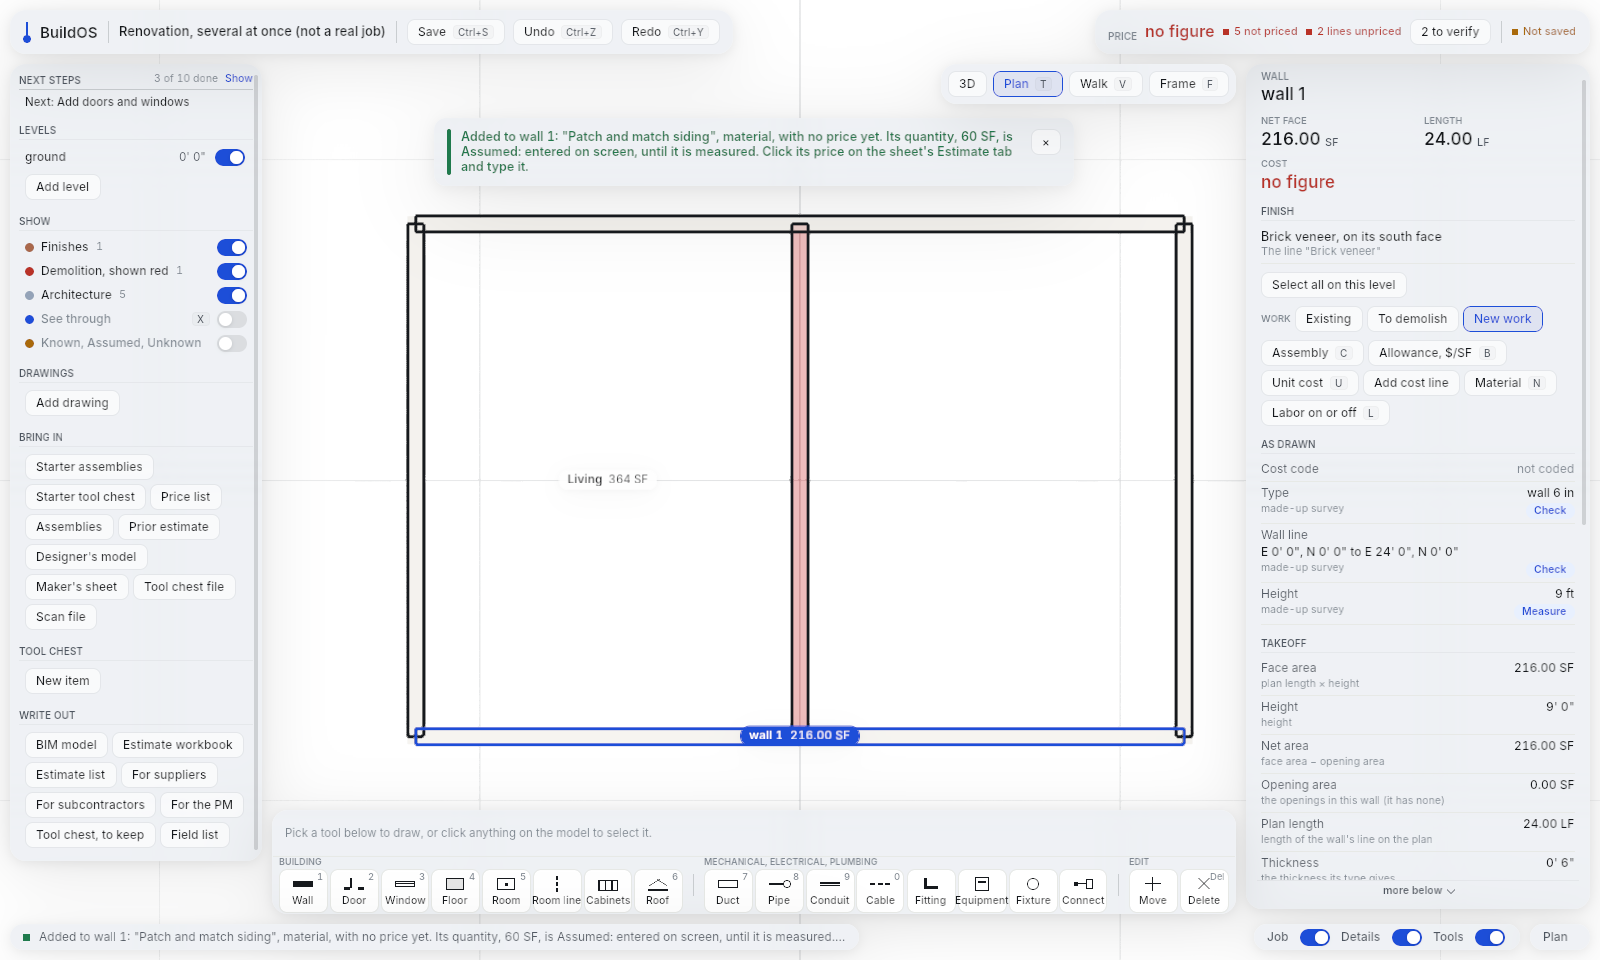 BuildOS
Renovation, several at once (not a real job)
Save Ctrl+S
Undo Ctrl+Z
Redo Ctrl+Y
PRICE no figure
5 not priced
2 lines unpriced
2 to verify
Not saved
NEXT STEPS
3 of 10 done Show
Next: Add doors and windows
LEVELS
ground 0' 0"
Add level
SHOW
Finishes 1
Demolition, shown red 1
Architecture 5
See through X
Known, Assumed, Unknown
DRAWINGS
Add drawing
BRING IN
Starter assemblies
Starter tool chest Price list
Assemblies Prior estimate
Designer's model
Maker's sheet Tool chest file
Scan file
TOOL CHEST
New item
WRITE OUT
BIM model Estimate workbook
Estimate list For suppliers
For subcontractors For the PM
Tool chest, to keep Field list
3D
Plan T
Walk V
Frame F
Added to wall 1: "Patch and match siding", material, with no price yet. Its quantity, 60 SF, is
Assumed: entered on screen, until it is measured. Click its price on the sheet's Estimate tab
and type it.
×
Living 364 SF
wall 1 216.00 SF
Pick a tool below to draw, or click anything on the model to select it.
BUILDING
Wall 1
Door 2
Window 3
Floor 4
Room 5
Room line
Cabinets
Roof 6
MECHANICAL, ELECTRICAL, PLUMBING
Duct 7
Pipe 8
Conduit 9
Cable 0
Fitting
Equipment
Fixture
Connect
EDIT
Move
Delete Del
WALL
wall 1
NET FACE LENGTH
216.00 SF 24.00 LF
COST
no figure
FINISH
Brick veneer, on its south face
The line "Brick veneer"
Select all on this level
WORK Existing To demolish New work
Assembly C Allowance, $/SF B
Unit cost U Add cost line Material N
Labor on or off L
AS DRAWN
Cost code not coded
Type wall 6 in
made-up survey Check
Wall line
E 0' 0", N 0' 0" to E 24' 0", N 0' 0"
made-up survey Check
Height 9 ft
made-up survey Measure
TAKEOFF
Face area 216.00 SF
plan length × height
Height 9' 0"
height
Net area 216.00 SF
face area − opening area
Opening area 0.00 SF
the openings in this wall (it has none)
Plan length 24.00 LF
length of the wall's line on the plan
Thickness 0' 6"
the thickness its type gives
more below
Added to wall 1: "Patch and match siding", material, with no price yet. Its quantity, 60 SF, is Assumed: entered on screen, until it is measured....
Job
Details
Tools
Plan